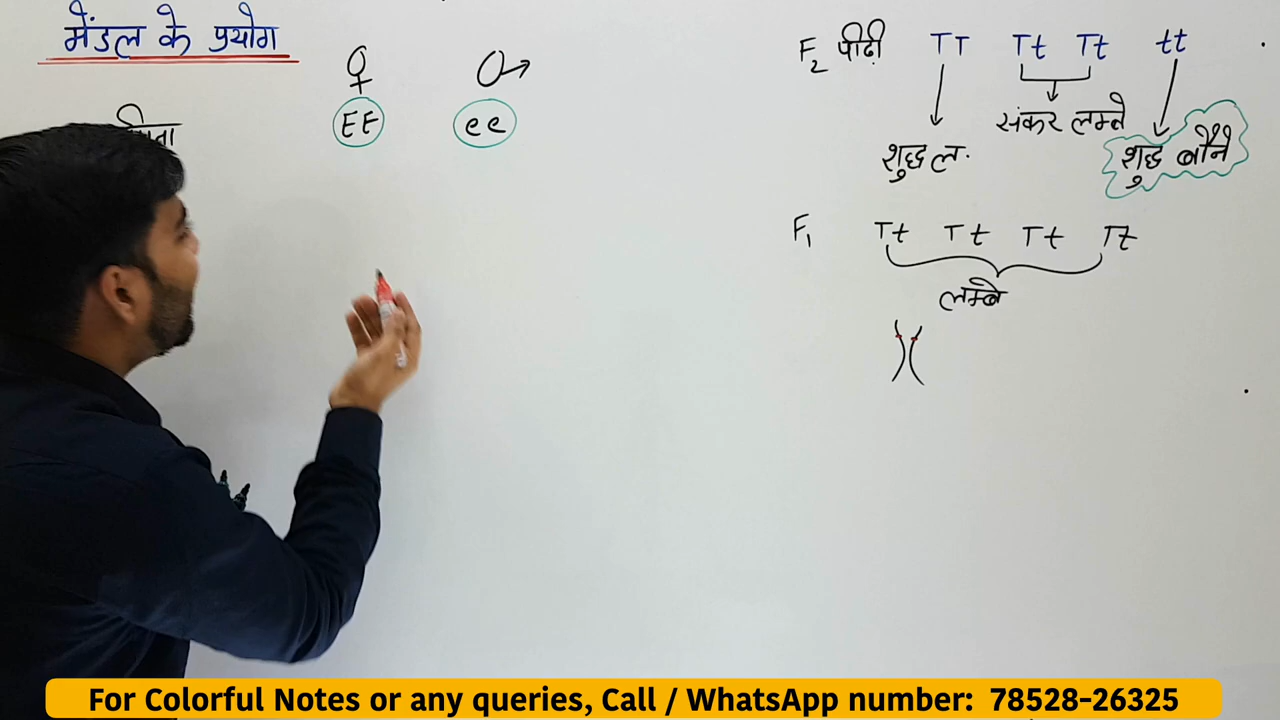 मेंडल के प्रयोग
EE ee
F₂ पीढ़ी TT Tt Tt tt
संकर लम्बे
शुद्ध ल.
शुद्ध बौने
F₁ Tt Tt Tt Tt
लम्बे
For Colorful Notes or any queries, Call / WhatsApp number: 78528-26325